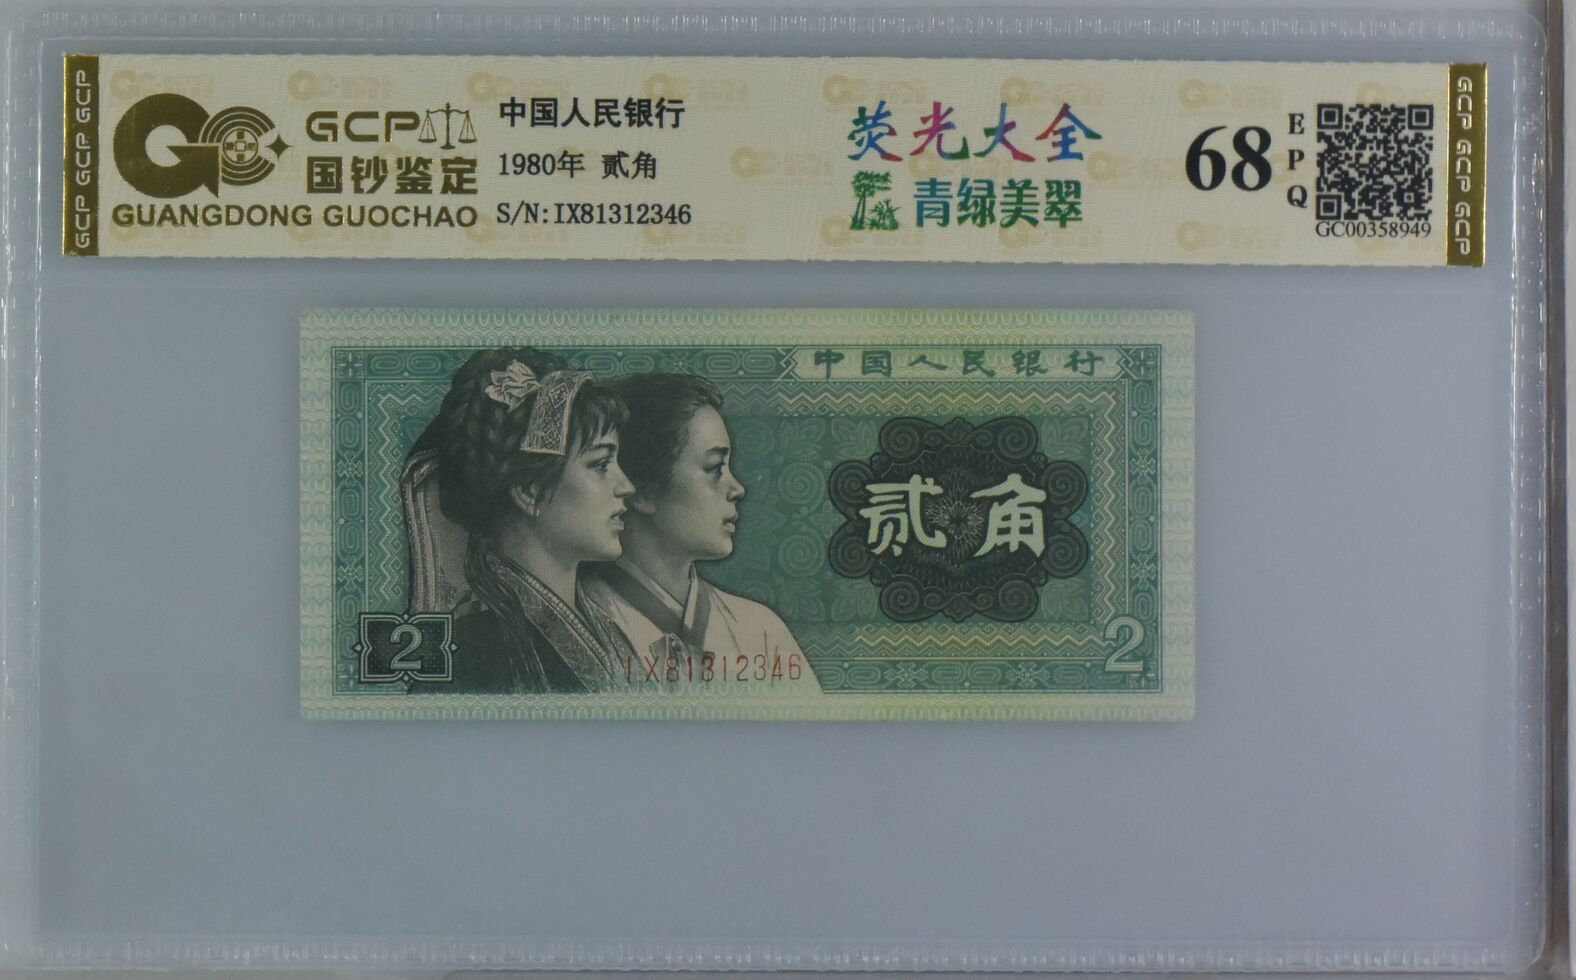 GCP GCP GCP
GCP
国钞鉴定
GUANGDONG GUOCHAO
中国人民银行
1980年 贰角
S/N:IX81312346
荧光大全
青绿美翠
68
EPQ
GC00358949
GCP GCP GCP
中国人民银行
贰角
2
2
IX81312346